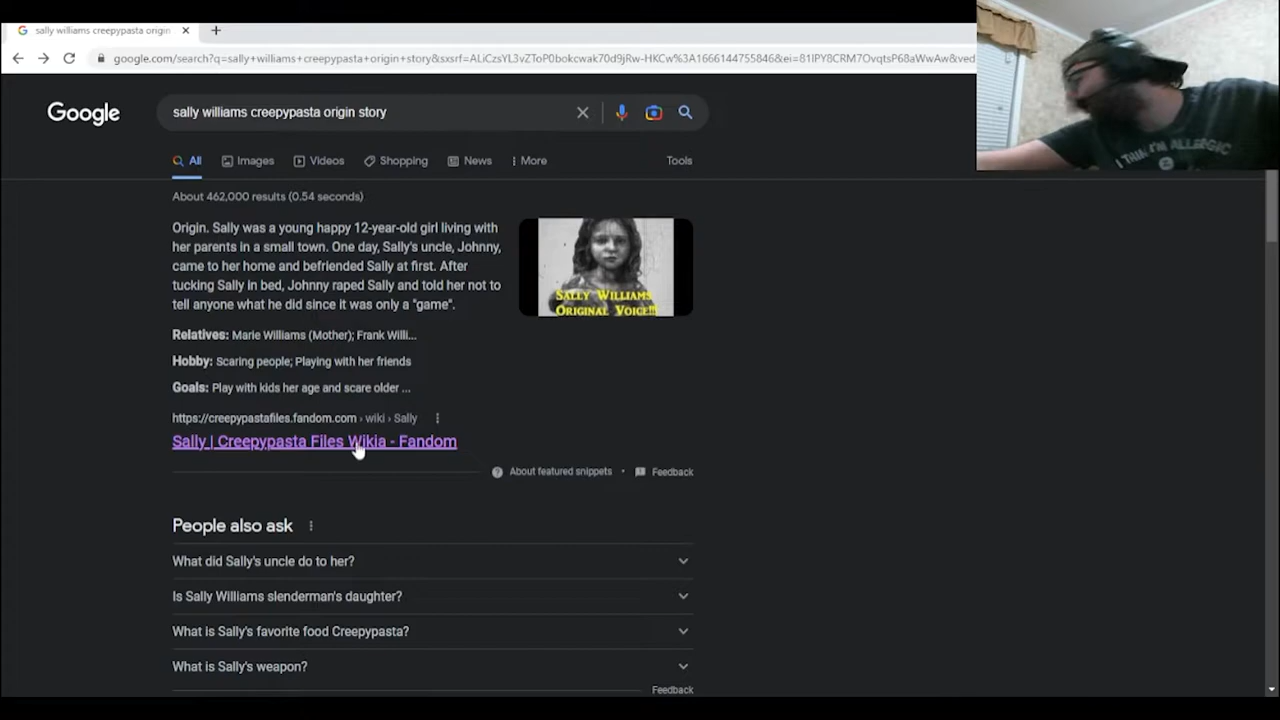 sally williams creepypasta origin
google.com/search?q=sally+williams+creepypasta+origin+story&sxsrf=ALiCzsYL3vZToP0bokcwak70d9jRw-HKCw%3A1666144755846&ei=81lPY8CRM7OvqtsP68aWwAw&ved
I THINK I'M ALLERGIC
Google
sally williams creepypasta origin story
All Images Videos Shopping News More Tools
About 462,000 results (0.54 seconds)
Origin. Sally was a young happy 12-year-old girl living with
her parents in a small town. One day, Sally's uncle, Johnny,
came to her home and befriended Sally at first. After
tucking Sally in bed, Johnny raped Sally and told her not to
tell anyone what he did since it was only a "game".
SALLY WILLIAMS
ORIGINAL VOICE!!!
Relatives: Marie Williams (Mother); Frank Willi...
Hobby: Scaring people; Playing with her friends
Goals: Play with kids her age and scare older ...
https://creepypastafiles.fandom.com › wiki › Sally
Sally | Creepypasta Files Wikia - Fandom
About featured snippets • Feedback
People also ask
What did Sally's uncle do to her?
Is Sally Williams slenderman's daughter?
What is Sally's favorite food Creepypasta?
What is Sally's weapon?
Feedback